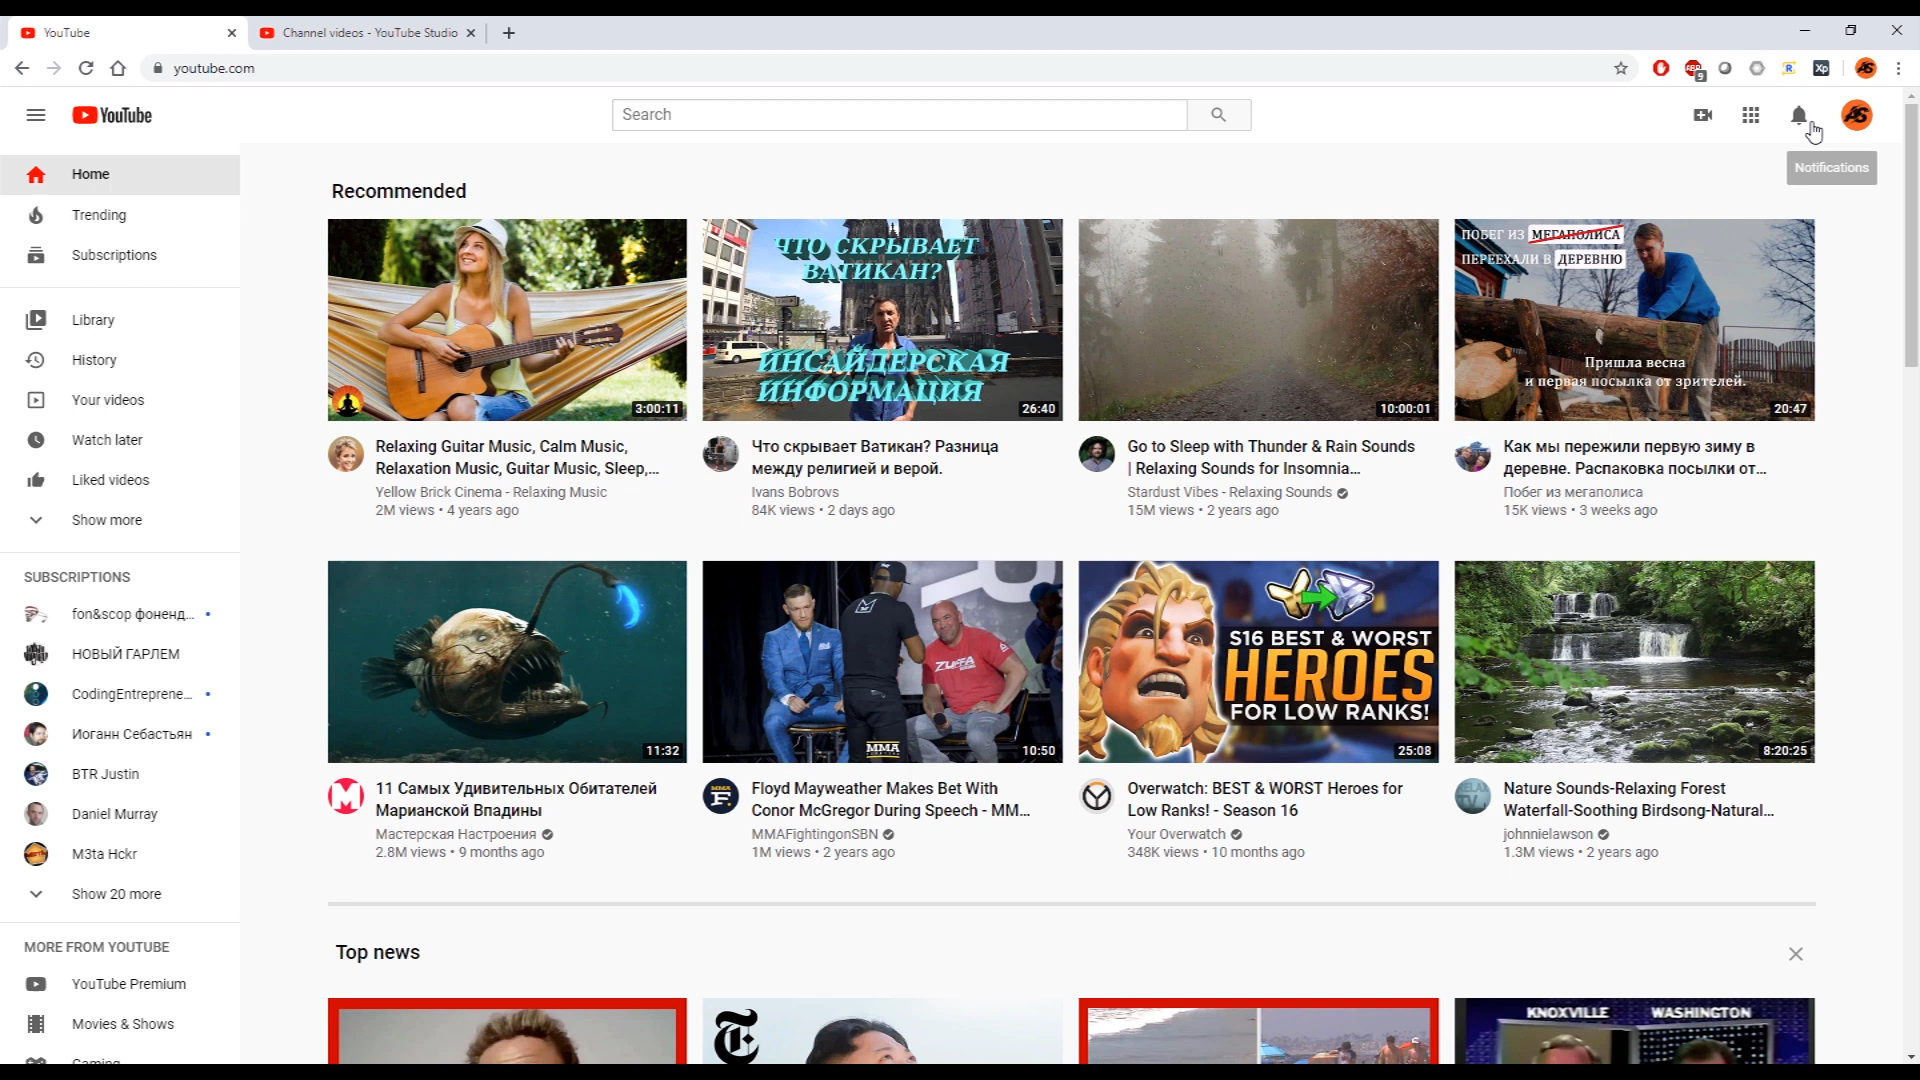 YouTube
Channel videos - YouTube Studio
youtube.com
ABP
9
R
Xp
AS
YouTube
Search
AS
Notifications
Home
Trending
Subscriptions
Library
History
Your videos
Watch later
Liked videos
Show more
SUBSCRIPTIONS
fon&scop фоненд...
НОВЫЙ ГАРЛЕМ
CodingEntreprene...
Иоганн Себастьян
BTR Justin
Daniel Murray
M3ta Hckr
Show 20 more
MORE FROM YOUTUBE
YouTube Premium
Movies & Shows
Gaming
Recommended
3:00:11
Relaxing Guitar Music, Calm Music,
Relaxation Music, Guitar Music, Sleep,...
Yellow Brick Cinema - Relaxing Music
2M views • 4 years ago
ЧТО СКРЫВАЕТ
ВАТИКАН?
ИНСАЙДЕРСКАЯ
ИНФОРМАЦИЯ
26:40
Что скрывает Ватикан? Разница
между религией и верой.
Ivans Bobrovs
84K views • 2 days ago
10:00:01
Go to Sleep with Thunder & Rain Sounds
| Relaxing Sounds for Insomnia...
Stardust Vibes - Relaxing Sounds
15M views • 2 years ago
ПОБЕГ ИЗ МЕГАПОЛИСА
ПЕРЕЕХАЛИ В ДЕРЕВНЮ
Пришла весна
и первая посылка от зрителей.
20:47
Как мы пережили первую зиму в
деревне. Распаковка посылки от...
Побег из мегаполиса
15K views • 3 weeks ago
11:32
11 Самых Удивительных Обитателей
Марианской Впадины
Мастерская Настроения
2.8M views • 9 months ago
ZUFFA
MMA
10:50
Floyd Mayweather Makes Bet With
Conor McGregor During Speech - MM...
MMAFightingonSBN
1M views • 2 years ago
S16 BEST & WORST
HEROES
FOR LOW RANKS!
25:08
Overwatch: BEST & WORST Heroes for
Low Ranks! - Season 16
Your Overwatch
348K views • 10 months ago
8:20:25
Nature Sounds-Relaxing Forest
Waterfall-Soothing Birdsong-Natural...
johnnielawson
1.3M views • 2 years ago
Top news
T
KNOXVILLE
WASHINGTON